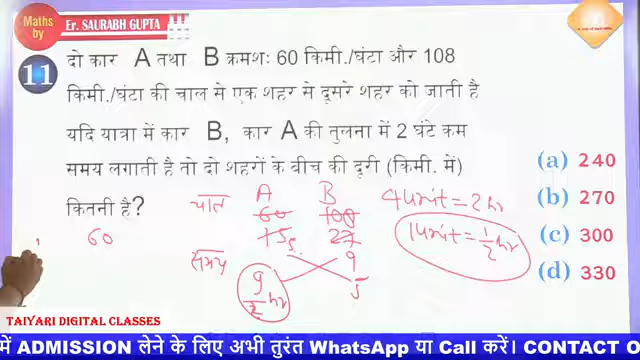 Maths by Er. SAURABH GUPTA
11
दो कार A तथा B क्रमशः 60 किमी./घंटा और 108
किमी./घंटा की चाल से एक शहर से दूसरे शहर को जाती है
यदि यात्रा में कार B, कार A की तुलना में 2 घंटे कम
समय लगाती है तो दो शहरों के बीच की दूरी (किमी. में)
कितनी है?
(a) 240
(b) 270
(c) 300
(d) 330
A B
चाल 60 108
15 27
5 9
समय 9 5
9/2 hr
4 unit = 2 hr
1 unit = 1/2 hr
60
TAIYARI DIGITAL CLASSES
में ADMISSION लेने के लिए अभी तुरंत WhatsApp या Call करें। CONTACT O